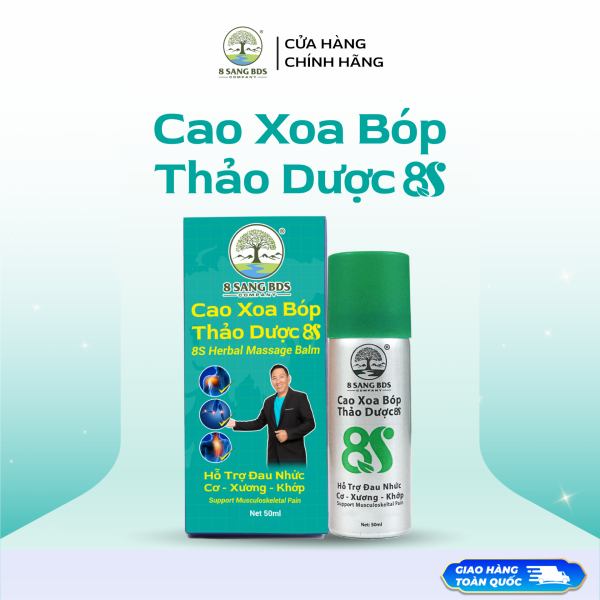 8 SANG BDS
COMPANY
®
CỬA HÀNG
CHÍNH HÃNG
Cao Xoa Bóp
Thảo Dược 8S
®
8 SANG BDS
COMPANY
Cao Xoa Bóp
Thảo Dược 8S
8S Herbal Massage Balm
Hỗ Trợ Đau Nhức
Cơ - Xương - Khớp
Support Musculoskeletal Pain
Net 50ml
®
8 SANG BDS
COMPANY
Cao Xoa Bóp
Thảo Dược 8S
8S
Hỗ Trợ Đau Nhức
Cơ - Xương - Khớp
Support Musculoskeltal Pain
Net: 50ml
GIAO HÀNG
TOÀN QUỐC